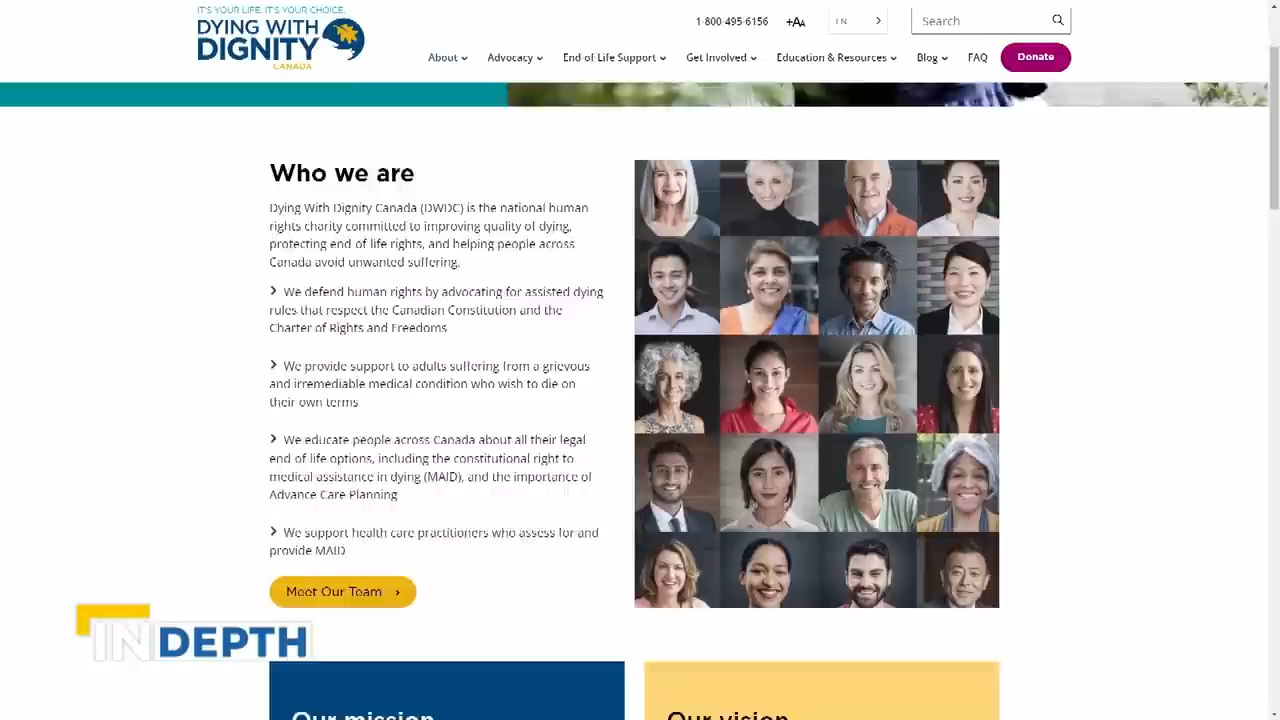 IT'S YOUR LIFE. IT'S YOUR CHOICE.
DYING WITH
DIGNITY
CANADA
1-800-495-6156
+AA
EN
Search
About
Advocacy
End of Life Support
Get Involved
Education & Resources
Blog
FAQ
Donate
Who we are
Dying With Dignity Canada (DWDC) is the national human
rights charity committed to improving quality of dying,
protecting end of life rights, and helping people across
Canada avoid unwanted suffering.
We defend human rights by advocating for assisted dying
rules that respect the Canadian Constitution and the
Charter of Rights and Freedoms
We provide support to adults suffering from a grievous
and irremediable medical condition who wish to die on
their own terms
We educate people across Canada about all their legal
end of life options, including the constitutional right to
medical assistance in dying (MAID), and the importance of
Advance Care Planning
We support health care practitioners who assess for and
provide MAID
Meet Our Team
IN DEPTH
Our mission
Our vision